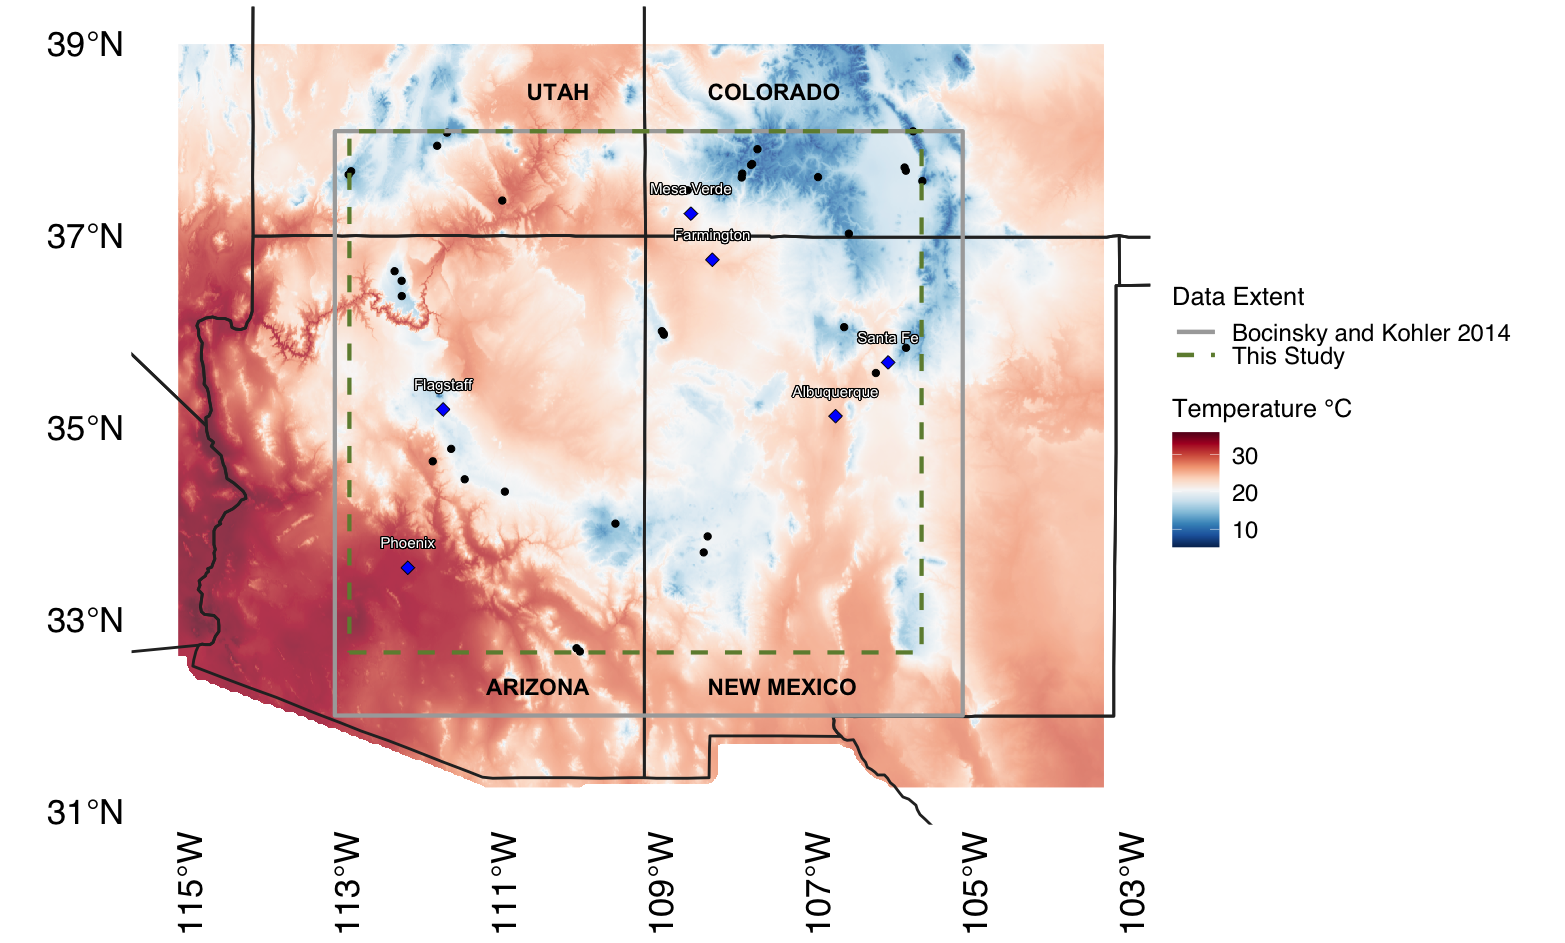 39°N
UTAH
COLORADO
Mesa Verde
37°N
Farmington
Data Extent
Bocinsky and Kohler 2014
This Study
Santa Fe
Flagstaff
Albuquerque
35°N
Temperature °C
30
20
10
Phoenix
33°N
ARIZONA
NEW MEXICO
31°N
115°W
113°W
111°W
109°W
107°W
105°W
103°W